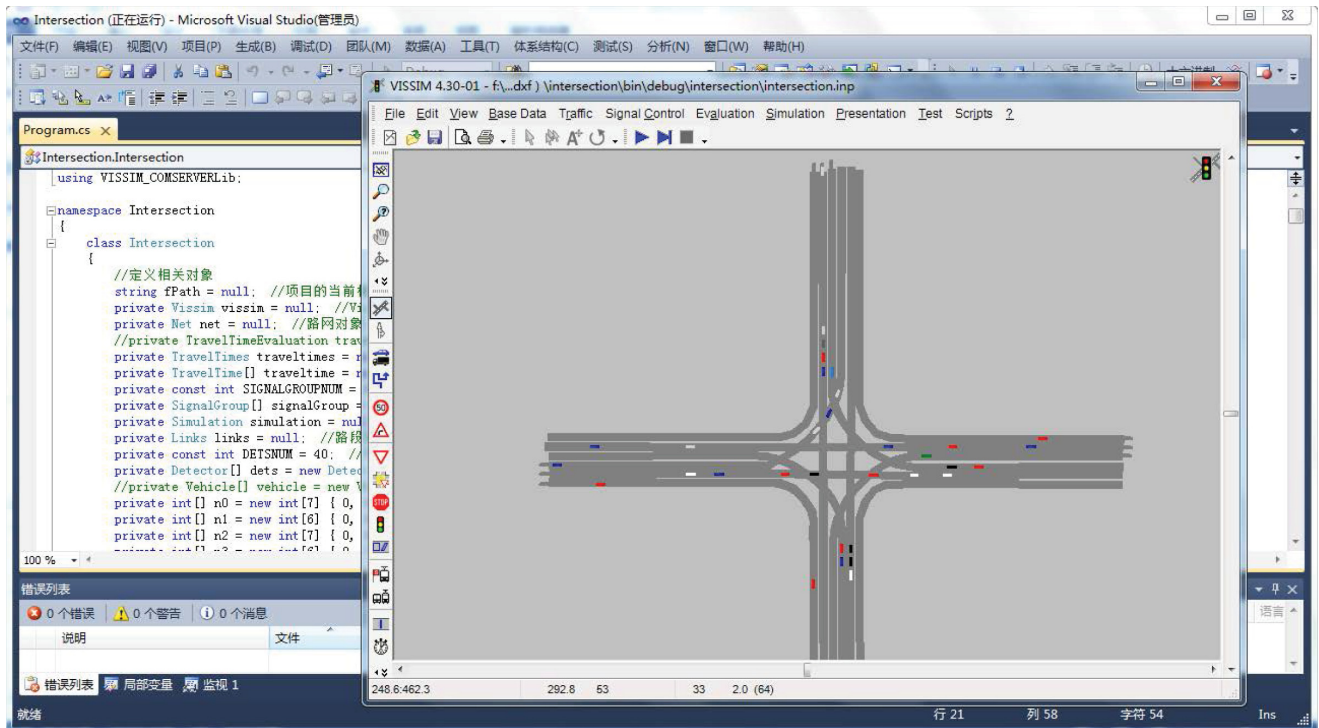 Intersection (正在运行) - Microsoft Visual Studio(管理员)
文件(F) 编辑(E) 视图(V) 项目(P) 生成(B) 调试(D) 团队(M) 数据(A) 工具(T) 体系结构(C) 测试(S) 分析(N) 窗口(W) 帮助(H)
Program.cs
Intersection.Intersection
using VISSIM_COMSERVERLib;
namespace Intersection
{
class Intersection
{
//定义相关对象
string fPath = null; //项目的当前
private Vissim vissim = null;
private Net net = null; //路网对象
//private TravelTimeEvaluation
private TravelTimes traveltimes =
private TravelTime[] traveltime =
private const int SIGNALGROUPNUM =
private SignalGroup[] signalGroup =
private Simulation simulation =
private Links links = null; //路段
private const int DETSNUM = 40; //
private Detector[] dets = new
//private Vehicle[] vehicle = new
private int[] n0 = new int[7] { 0,
private int[] n1 = new int[6] { 0,
private int[] n2 = new int[7] { 0,
100 %
错误列表
0 个错误 0 个警告 0 个消息
说明 文件
语言
错误列表 局部变量 监视 1
就绪
行 21 列 58 字符 54 Ins
VISSIM 4.30-01 - f:\...dxf ) \intersection\bin\debug\intersection\intersection.inp
File Edit View Base Data Traffic Signal Control Evaluation Simulation Presentation Test Scripts ?
50
STOP
248.6:462.3 292.8 53 33 2.0 (64)